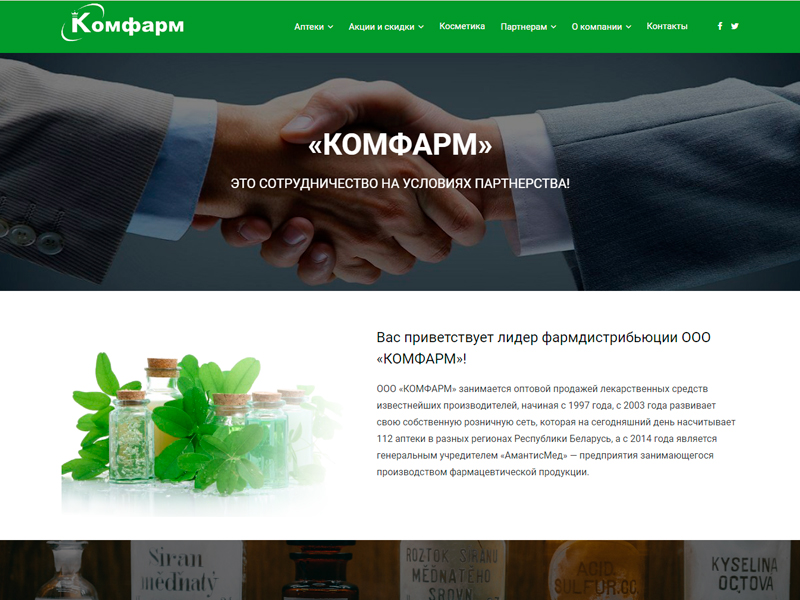 Комфарм
Аптеки
Акции и скидки
Косметика
Партнерам
О компании
Контакты
«КОМФАРМ»
ЭТО СОТРУДНИЧЕСТВО НА УСЛОВИЯХ ПАРТНЕРСТВА!
Вас приветствует лидер фармдистрибьюции ООО
«КОМФАРМ»!
ООО «КОМФАРМ» занимается оптовой продажей лекарственных средств
известнейших производителей, начиная с 1997 года, с 2003 года развивает
свою собственную розничную сеть, которая на сегодняшний день насчитывает
112 аптеки в разных регионах Республики Беларусь, а с 2014 года является
генеральным учредителем «АмантисМед» — предприятия занимающегося
производством фармацевтической продукции.
Siran
mědnatý
ROZTOK SIRANU
MĚDNATÉHO
SROVN.
ACID.
SULFUR.CC
KYSELINA
OCTOVÁ